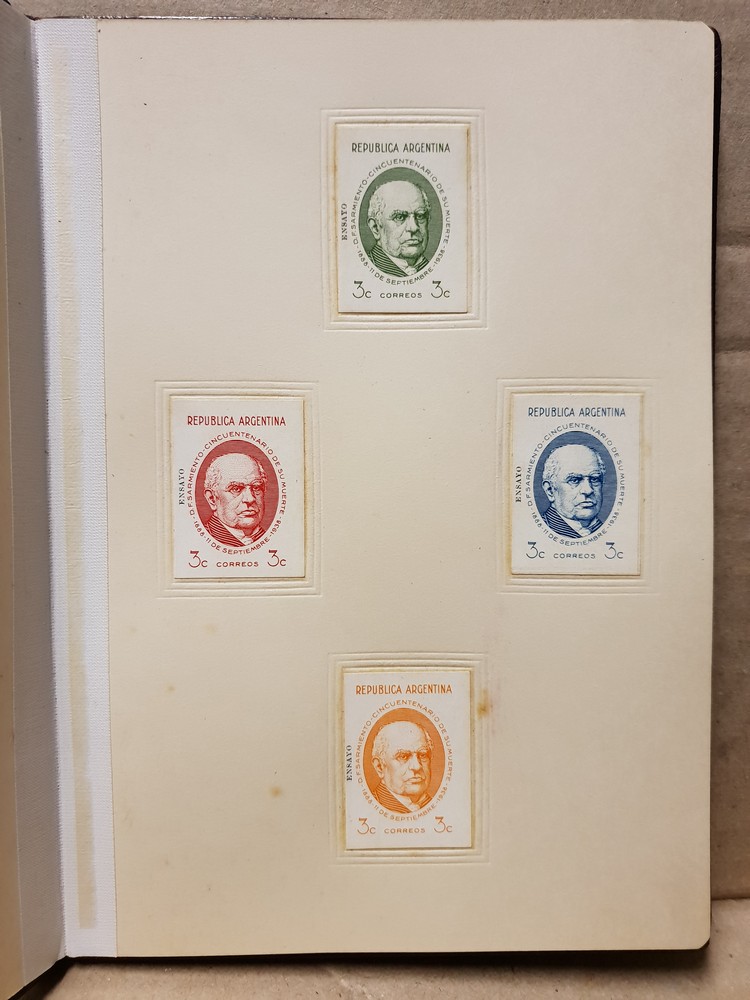 REPUBLICA ARGENTINA
ENSAYO
D.F. SARMIENTO · CINCUENTENARIO DE SU MUERTE ·
1888 · 11 DE SEPTIEMBRE · 1938
3c CORREOS 3c
REPUBLICA ARGENTINA
ENSAYO
D.F. SARMIENTO · CINCUENTENARIO DE SU MUERTE ·
1888 · 11 DE SEPTIEMBRE · 1938
3c CORREOS 3c
REPUBLICA ARGENTINA
ENSAYO
D.F. SARMIENTO · CINCUENTENARIO DE SU MUERTE ·
1888 · 11 DE SEPTIEMBRE · 1938
3c CORREOS 3c
REPUBLICA ARGENTINA
ENSAYO
D.F. SARMIENTO · CINCUENTENARIO DE SU MUERTE ·
1888 · 11 DE SEPTIEMBRE · 1938
3c CORREOS 3c